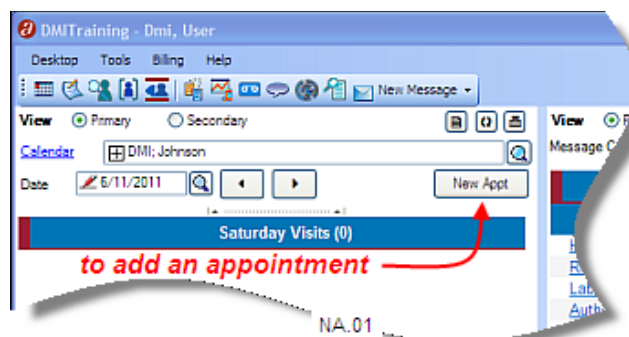 DMITraining - Dmi, User
Desktop Tools Billing Help
New Message
View Primary Secondary
View
Calendar DMI; Johnson
Message
Date 6/11/2011 New Appt
Saturday Visits (0)
to add an appointment
NA.01